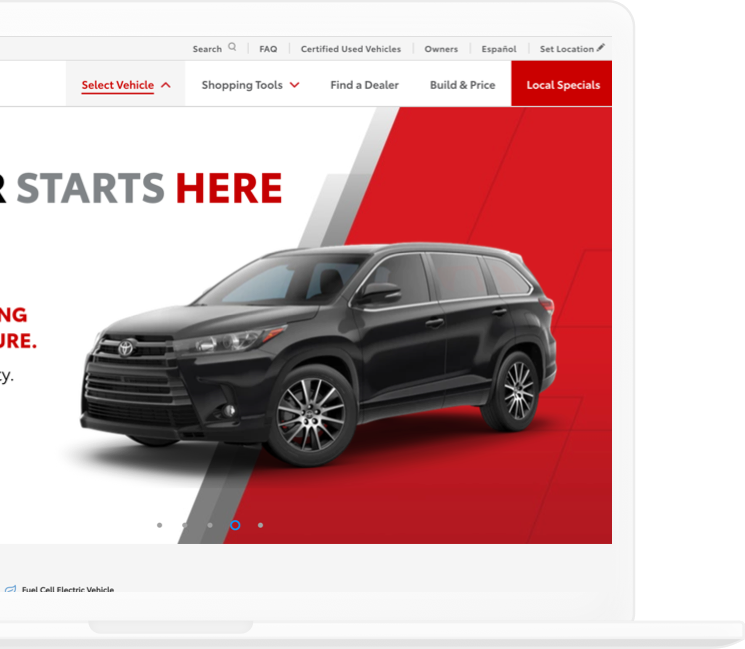 Search
FAQ
Certified Used Vehicles
Owners
Español
Set Location
Select Vehicle
Shopping Tools
Find a Dealer
Build & Price
Local Specials
R STARTS HERE
NG
URE.
ty.
Fuel Cell Electric Vehicle